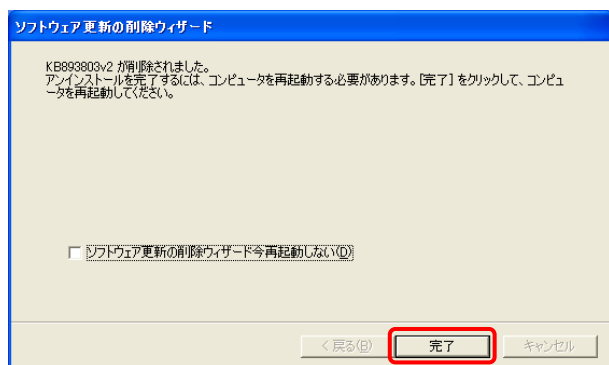 ソフトウェア更新の削除ウィザード
KB893803v2 が削除されました。
アンインストールを完了するには、コンピュータを再起動する必要があります。[完了] をクリックして、コンピュ
ータを再起動してください。
ソフトウェア更新の削除ウィザード今再起動しない(D)
< 戻る(B)
完了
キャンセル